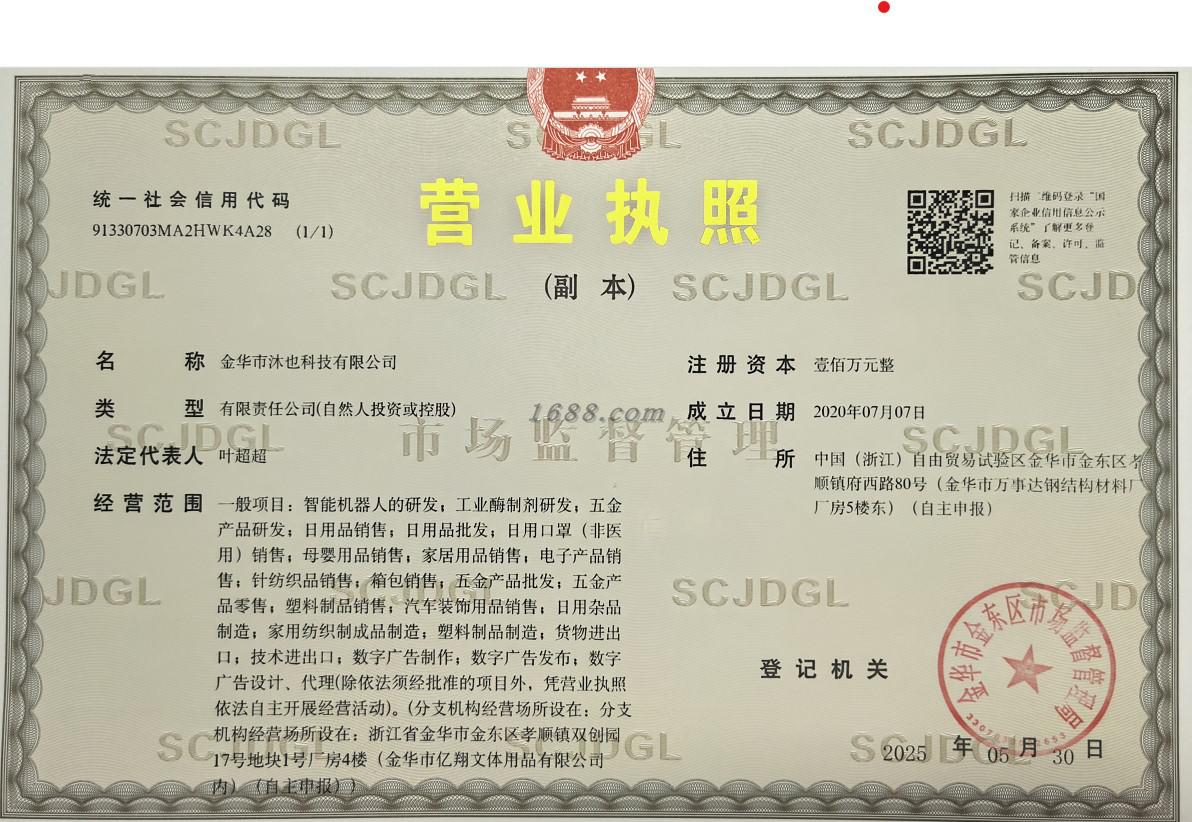 SCJDGL SCJDGL SCJDGL
统一社会信用代码
91330703MA2HWK4A28 (1/1)
营业执照
(副 本)
扫描二维码登录“国
家企业信用信息公示
系统”了解更多登
记、备案、许可、监
管信息
JDGL SCJDGL SCJDGL SCJD
名 称 金华市沐也科技有限公司
类 型 有限责任公司(自然人投资或控股)
法定代表人 叶超超
经营范围 一般项目：智能机器人的研发；工业酶制剂研发；五金
产品研发；日用品销售；日用品批发；日用口罩（非医
用）销售；母婴用品销售；家居用品销售；电子产品销
售；针纺织品销售；箱包销售；五金产品批发；五金产
品零售；塑料制品销售；汽车装饰用品销售；日用杂品
制造；家用纺织制成品制造；塑料制品制造；货物进出
口；技术进出口；数字广告制作；数字广告发布；数字
广告设计、代理(除依法须经批准的项目外，凭营业执照
依法自主开展经营活动)。(分支机构经营场所设在：分支
机构经营场所设在：浙江省金华市金东区孝顺镇双创园
17号地块1号厂房4楼（金华市亿翔文体用品有限公司
内）（自主申报））
注册资本 壹佰万元整
成立日期 2020年07月07日
住 所 中国（浙江）自由贸易试验区金华市金东区孝
顺镇府西路80号（金华市万事达钢结构材料厂
厂房5楼东）（自主申报）
1688.com
SCJDGL 市场监督管理 SCJDGL
JDGL SCJDGL SCJDGL SCJD
登记机关
金华市金东区市场监督管理局
SCJDGL SCJDGL SCJDGL
2025 年 05 月 30 日